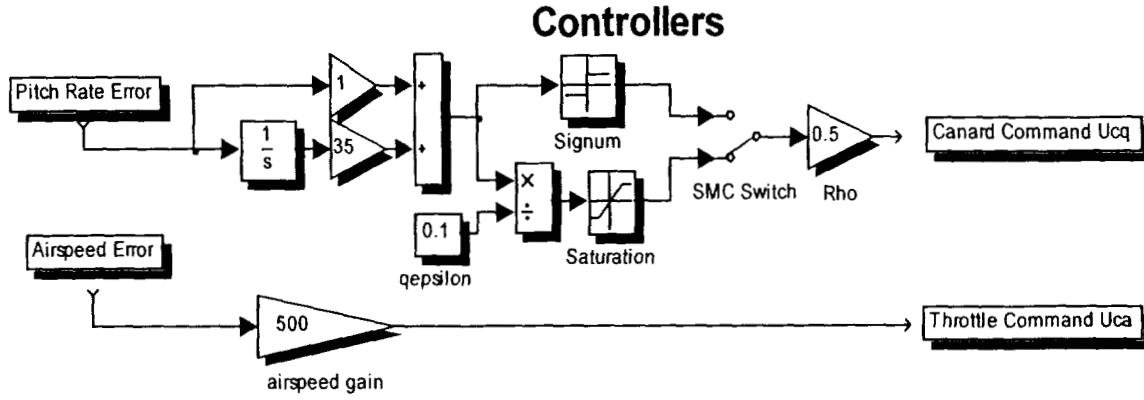 Controllers
Pitch Rate Error
1
+
1
s
35
+
Signum
SMC Switch
0.5
Rho
Canard Command Ucq
×
÷
0.1
qepsilon
Saturation
Airspeed Error
500
airspeed gain
Throttle Command Uca